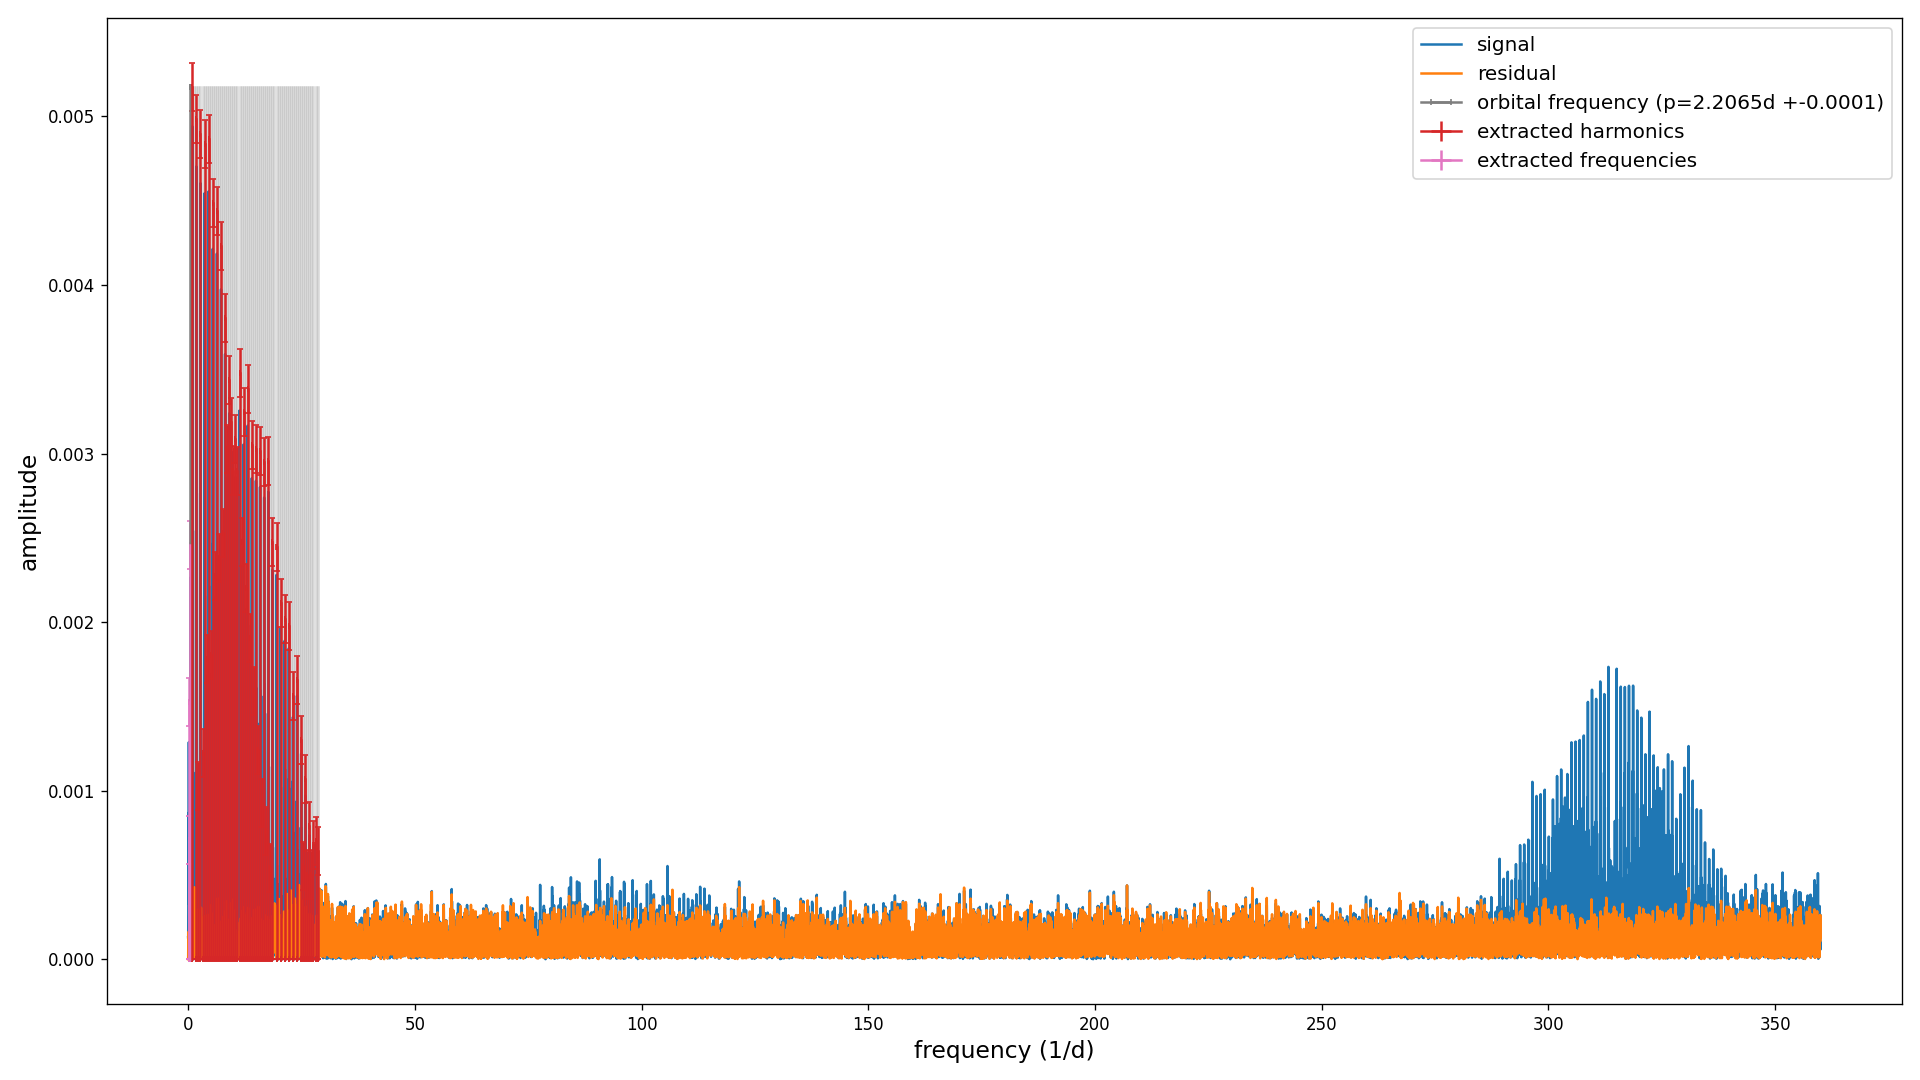 signal
residual
orbital frequency (p=2.2065d +-0.0001)
extracted harmonics
extracted frequencies
amplitude
0.005
0.004
0.003
0.002
0.001
0.000
0 50 100 150 200 250 300 350
frequency (1/d)